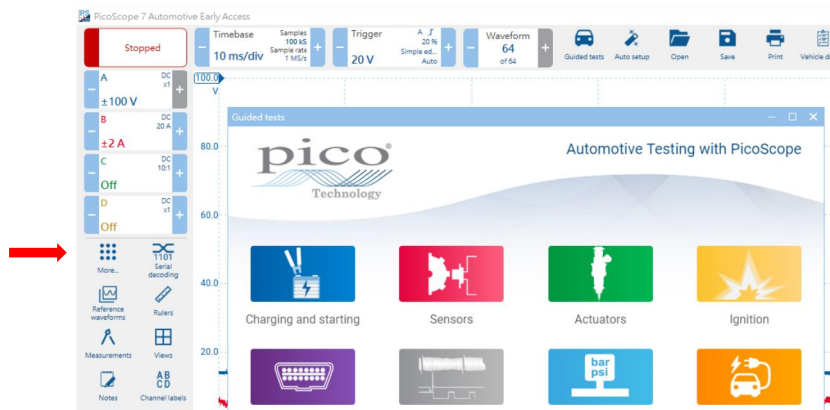 PicoScope 7 Automotive Early Access
Stopped
Timebase
10 ms/div
Samples
100 kS
Sample rate
1 MS/s
Trigger
20 V
A
20 %
Simple ed...
Auto
Waveform
64
of 64
Guided tests
Auto setup
Open
Save
Print
Vehicle d
A
DC
x1
±100 V
B
DC
20 A
±2 A
C
DC
10:1
Off
D
DC
x1
Off
More...
1101
Serial
decoding
Reference
waveforms
Rulers
Measurements
Views
Notes
AB
CD
Channel labels
100.0
V
80.0
60.0
40.0
20.0
Guided tests
pico
Technology
Automotive Testing with PicoScope
Charging and starting
Sensors
Actuators
Ignition
bar
psi